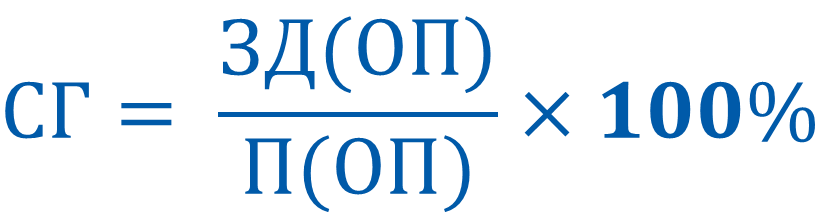 СГ = ЗД(ОП) / П(ОП) × 100%